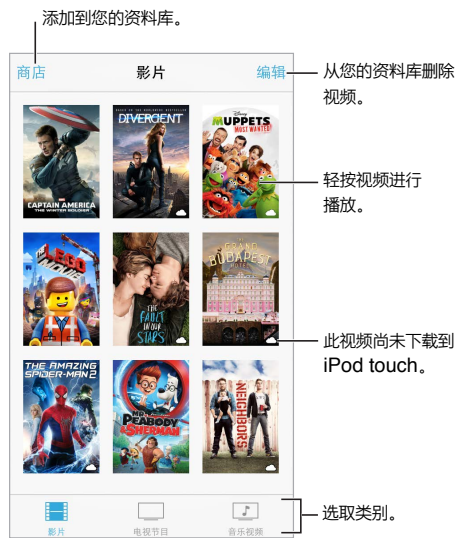 添加到您的资料库。
商店
影片
编辑
从您的资料库删除
视频。
CAPTAIN AMERICA
THE WINTER SOLDIER
DIVERGENT
Disney
MUPPETS
MOST WANTED
轻按视频进行
播放。
THE LEGO
MOVIE
THE
FAULT
IN OUR
STARS
THE
GRAND
BUDAPEST
HOTEL
此视频尚未下载到
iPod touch。
THE AMAZING
SPIDER-MAN 2
MR. PEABODY
& SHERMAN
NEIGHBORS
影片
电视节目
音乐视频
选取类别。